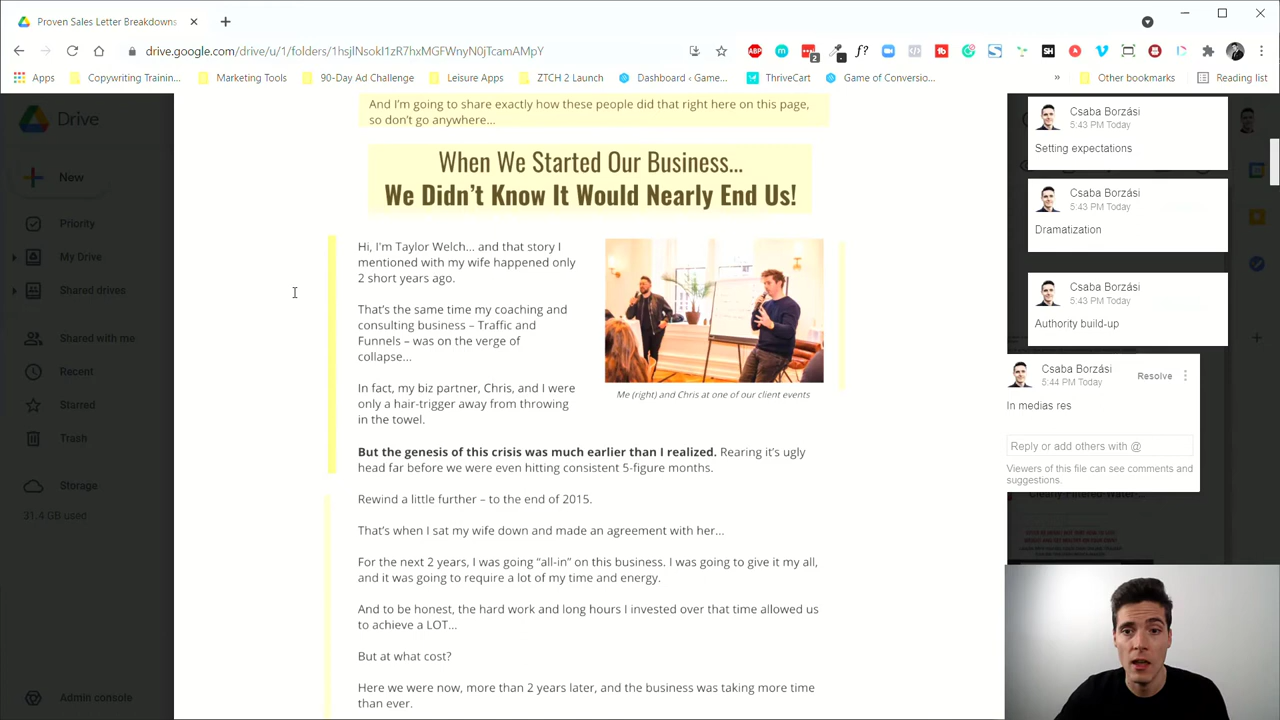 Proven Sales Letter Breakdowns
drive.google.com/drive/u/1/folders/1hsjlNsokI1zR7hxMGFWnyN0jTcamAMpY
Apps
Copywriting Trainin...
Marketing Tools
90-Day Ad Challenge
Leisure Apps
ZTCH 2 Launch
Dashboard ‹ Game...
ThriveCart
Game of Conversio...
»
Other bookmarks
Reading list
Drive
New
Priority
My Drive
Shared drives
Shared with me
Recent
Starred
Trash
Storage
31.4 GB used
Admin console
And I'm going to share exactly how these people did that right here on this page,
so don't go anywhere...
When We Started Our Business...
We Didn't Know It Would Nearly End Us!
Hi, I'm Taylor Welch... and that story I
mentioned with my wife happened only
2 short years ago.
That's the same time my coaching and
consulting business – Traffic and
Funnels – was on the verge of
collapse...
In fact, my biz partner, Chris, and I were
only a hair-trigger away from throwing
in the towel.
Me (right) and Chris at one of our client events
But the genesis of this crisis was much earlier than I realized. Rearing it's ugly
head far before we were even hitting consistent 5-figure months.
Rewind a little further – to the end of 2015.
That's when I sat my wife down and made an agreement with her...
For the next 2 years, I was going "all-in" on this business. I was going to give it my all,
and it was going to require a lot of my time and energy.
And to be honest, the hard work and long hours I invested over that time allowed us
to achieve a LOT...
But at what cost?
Here we were now, more than 2 years later, and the business was taking more time
than ever.
Csaba Borzási
5:43 PM Today
Setting expectations
Csaba Borzási
5:43 PM Today
Dramatization
Csaba Borzási
5:43 PM Today
Authority build-up
Csaba Borzási
5:44 PM Today
Resolve
In medias res
Reply or add others with @
Viewers of this file can see comments and
suggestions.